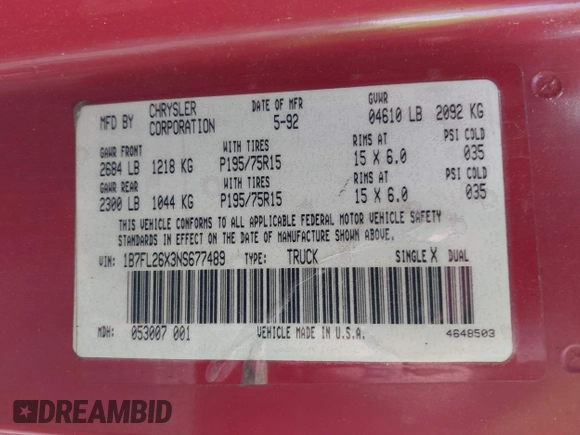 MFD BY CHRYSLER CORPORATION DATE OF MFR 5-92 GVWR 04610 LB 2092 KG
GAWR FRONT WITH TIRES RIMS AT PSI COLD
2684 LB 1218 KG P195/75R15 15 X 6.0 035
GAWR REAR WITH TIRES RIMS AT PSI COLD
2300 LB 1044 KG P195/75R15 15 X 6.0 035
THIS VEHICLE CONFORMS TO ALL APPLICABLE FEDERAL MOTOR VEHICLE SAFETY
STANDARDS IN EFFECT ON THE DATE OF MANUFACTURE SHOWN ABOVE.
VIN: 1B7FL26X3NS677489 TYPE: TRUCK SINGLE X DUAL
MDH: 053007 001 VEHICLE MADE IN U.S.A. 4648503
DREAMBID